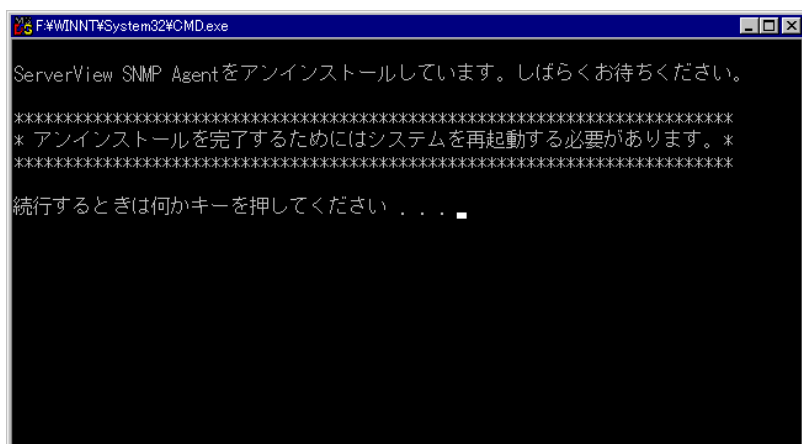 F:¥WINNT¥System32¥CMD.exe
ServerView SNMP Agentをアンインストールしています。しばらくお待ちください。
************************************************************************
* アンインストールを完了するためにはシステムを再起動する必要があります。*
************************************************************************
続行するときは何かキーを押してください . . .